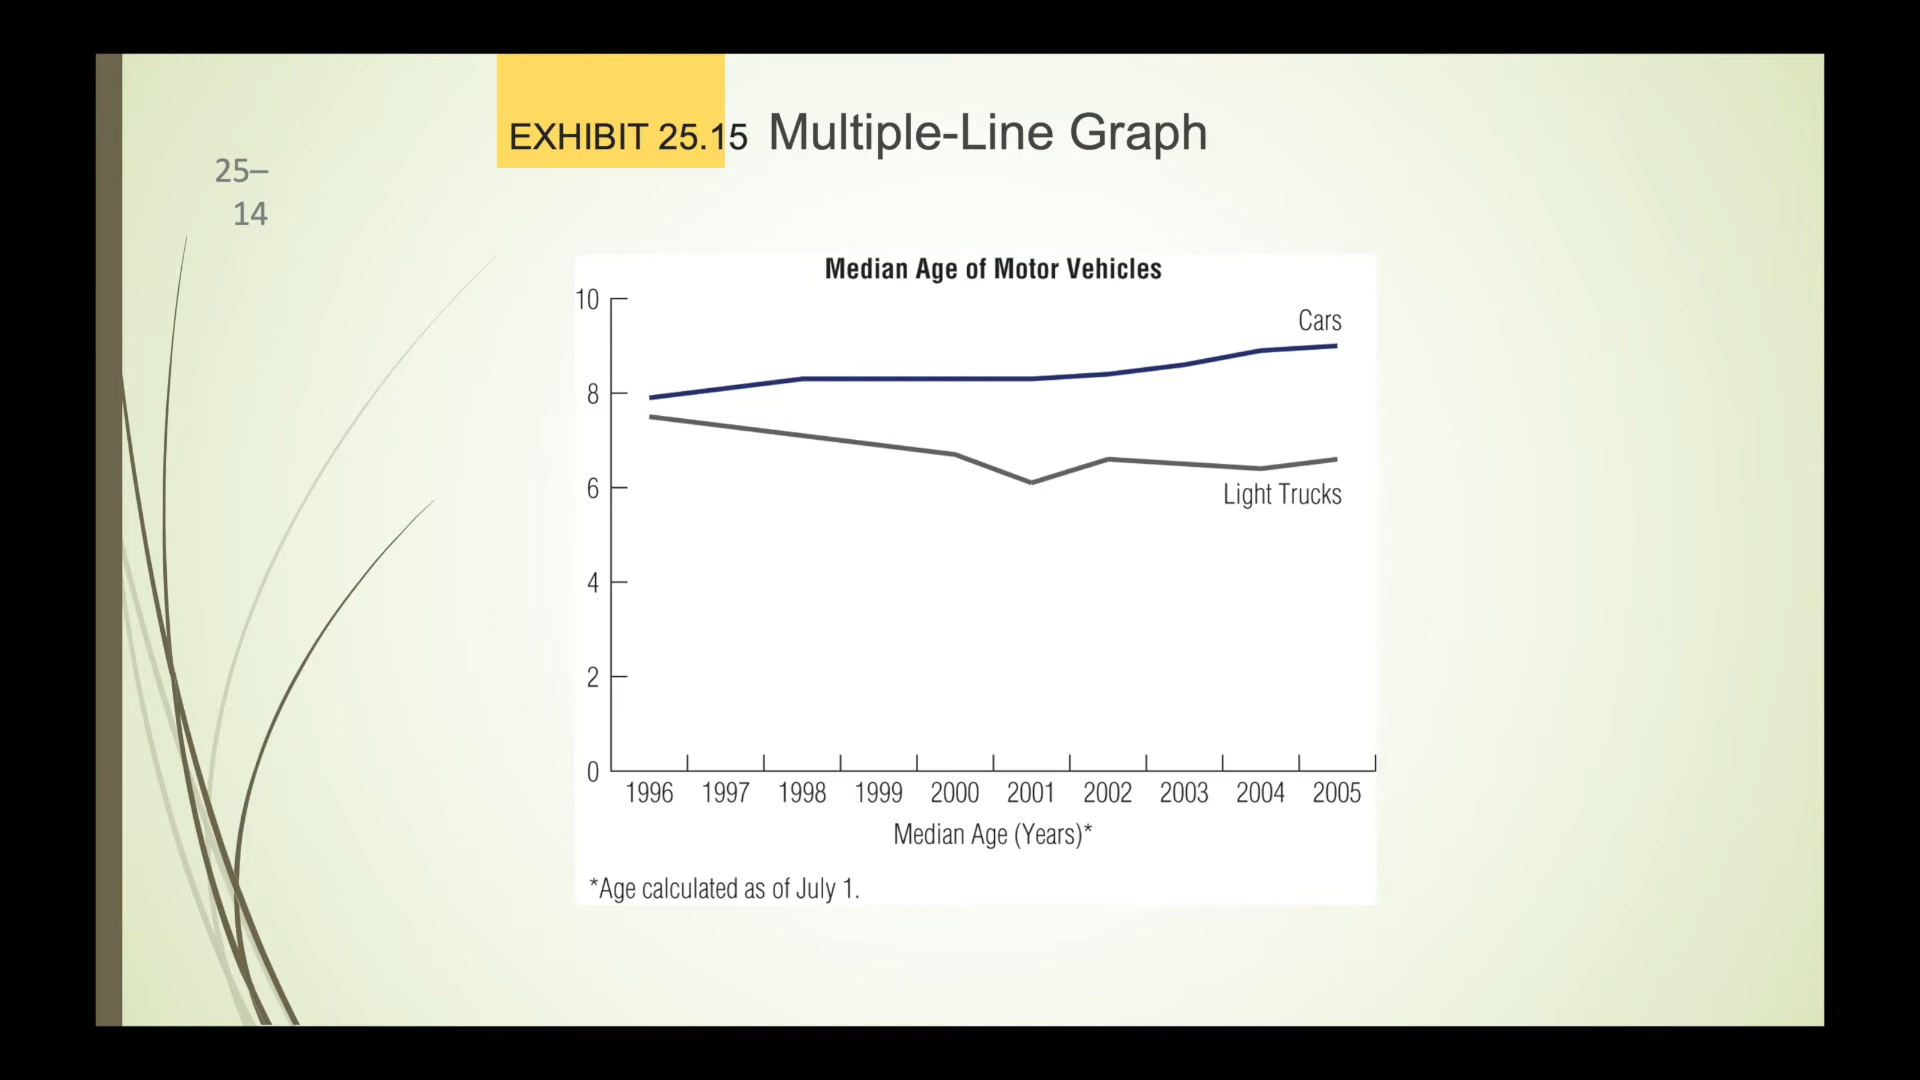 EXHIBIT 25.15 Multiple-Line Graph
25–
14
Median Age of Motor Vehicles
10
Cars
8
6
Light Trucks
4
2
0
1996 1997 1998 1999 2000 2001 2002 2003 2004 2005
Median Age (Years)*
*Age calculated as of July 1.